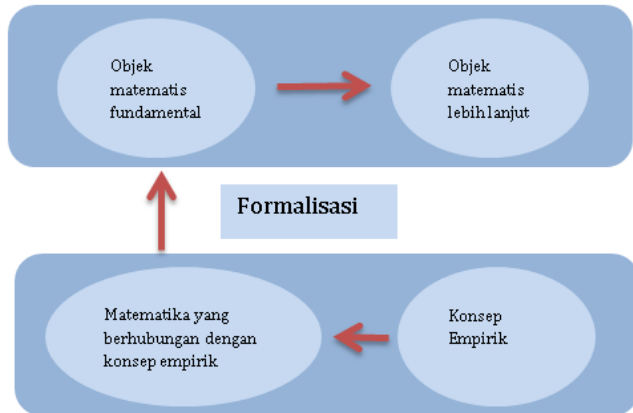 Objek
matematis
fundamental
Objek
matematis
lebih lanjut
Formalisasi
Matematika yang
berhubungan dengan
konsep empirik
Konsep
Empirik